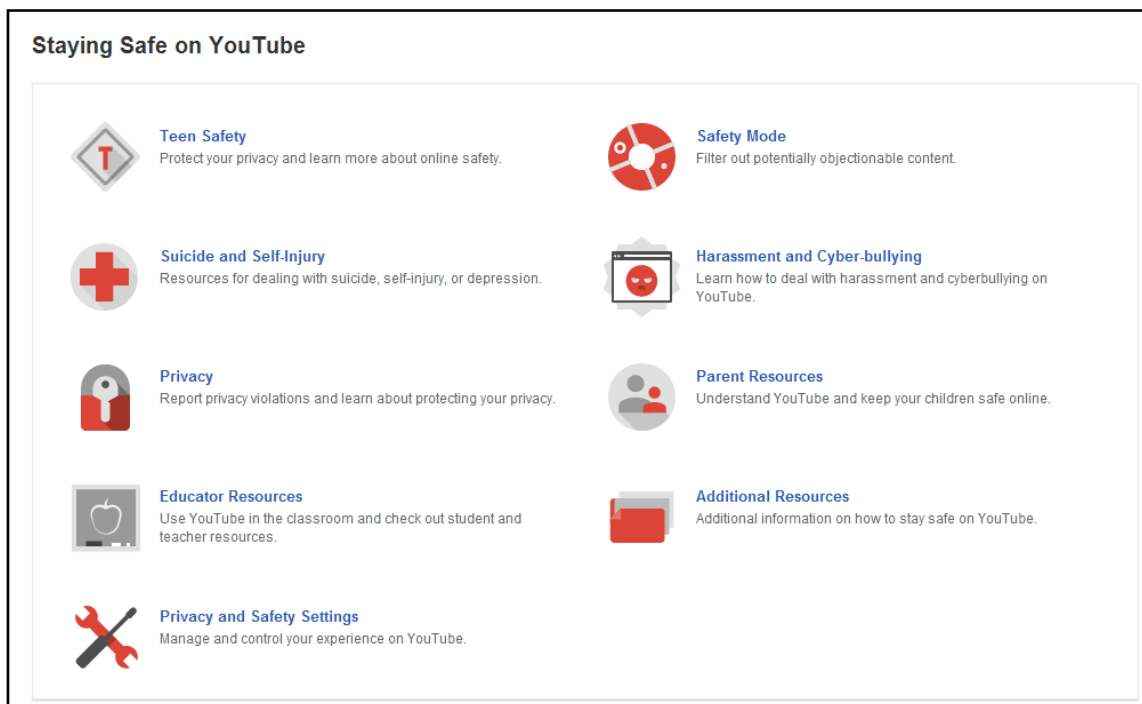 Staying Safe on YouTube
Teen Safety
Protect your privacy and learn more about online safety.
Safety Mode
Filter out potentially objectionable content.
Suicide and Self-Injury
Resources for dealing with suicide, self-injury, or depression.
Harassment and Cyber-bullying
Learn how to deal with harassment and cyberbullying on
YouTube.
Privacy
Report privacy violations and learn about protecting your privacy.
Parent Resources
Understand YouTube and keep your children safe online.
Educator Resources
Use YouTube in the classroom and check out student and
teacher resources.
Additional Resources
Additional information on how to stay safe on YouTube.
Privacy and Safety Settings
Manage and control your experience on YouTube.
T